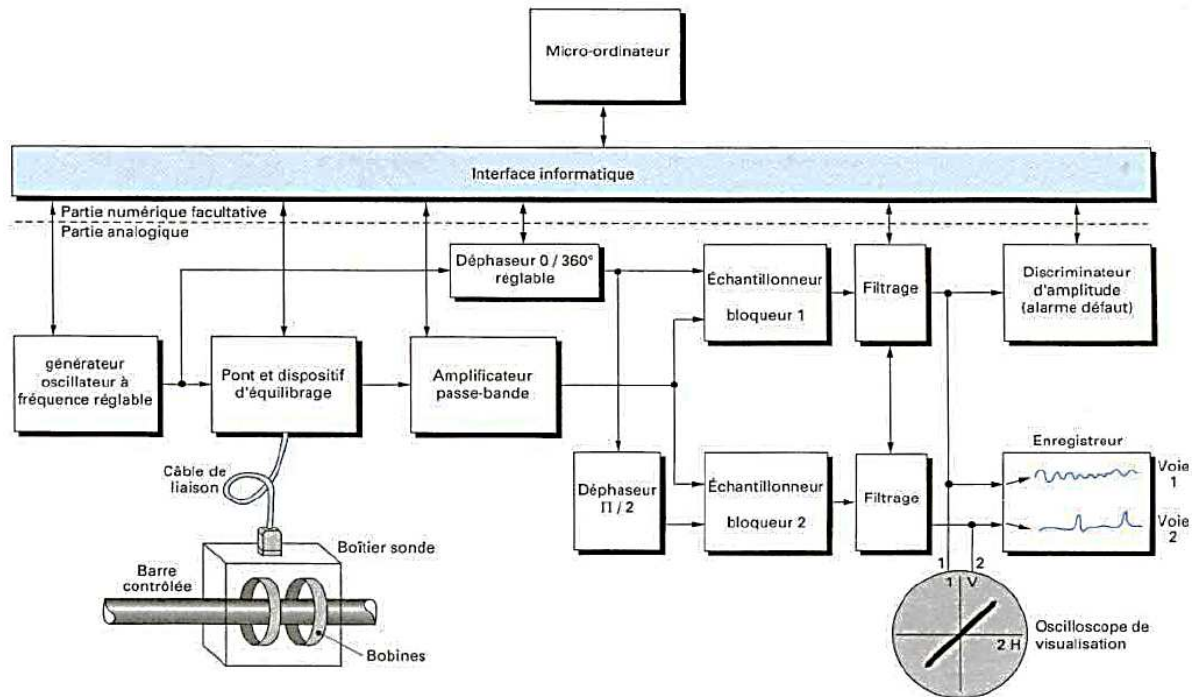 Micro-ordinateur
Interface informatique
Partie numérique facultative
Partie analogique
Déphaseur 0 / 360°
réglable
Échantillonneur
bloqueur 1
Filtrage
Discriminateur
d'amplitude
(alarme défaut)
générateur
oscillateur à
fréquence réglable
Pont et dispositif
d'équilibrage
Amplificateur
passe-bande
Câble de
liaison
Déphaseur
Π / 2
Échantillonneur
bloqueur 2
Filtrage
Enregistreur
Voie
1
Voie
2
Boîtier sonde
Barre
contrôlée
Bobines
1 2
1 V
2 H
Oscilloscope de
visualisation